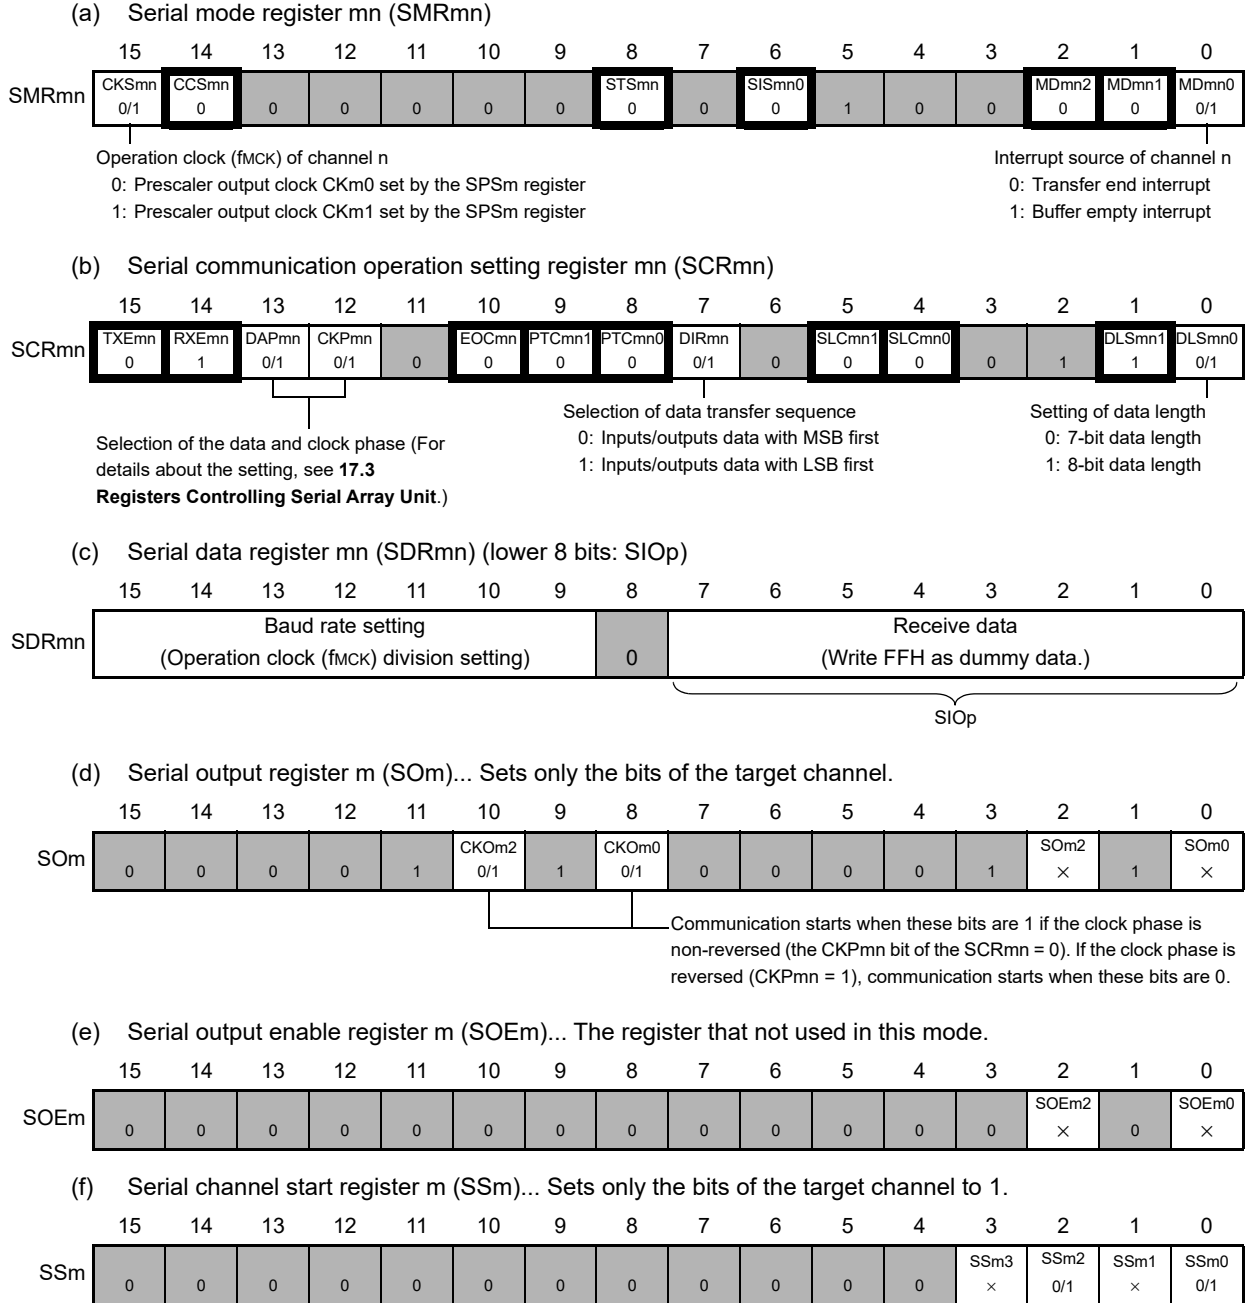 (a) Serial mode register mn (SMRmn)
15 14 13 12 11 10 9 8 7 6 5 4 3 2 1 0
CKSmn CCSmn STSmn SISmn0 MDmn2 MDmn1 MDmn0
SMRmn 0/1 0 0 0 0 0 0 0 0 0 1 0 0 0 0 0/1
Operation clock (fMCK) of channel n
0: Prescaler output clock CKm0 set by the SPSm register
1: Prescaler output clock CKm1 set by the SPSm register
Interrupt source of channel n
0: Transfer end interrupt
1: Buffer empty interrupt
(b) Serial communication operation setting register mn (SCRmn)
15 14 13 12 11 10 9 8 7 6 5 4 3 2 1 0
TXEmn RXEmn DAPmn CKPmn EOCmn PTCmn1 PTCmn0 DIRmn SLCmn1 SLCmn0 DLSmn1 DLSmn0
SCRmn 0 1 0/1 0/1 0 0 0 0 0/1 0 0 0 0 1 1 0/1
Selection of the data and clock phase (For
details about the setting, see 17.3
Registers Controlling Serial Array Unit.)
Selection of data transfer sequence
0: Inputs/outputs data with MSB first
1: Inputs/outputs data with LSB first
Setting of data length
0: 7-bit data length
1: 8-bit data length
(c) Serial data register mn (SDRmn) (lower 8 bits: SIOp)
15 14 13 12 11 10 9 8 7 6 5 4 3 2 1 0
SDRmn
Baud rate setting
(Operation clock (fMCK) division setting)
0
Receive data
(Write FFH as dummy data.)
SIOp
(d) Serial output register m (SOm)... Sets only the bits of the target channel.
15 14 13 12 11 10 9 8 7 6 5 4 3 2 1 0
CKOm2 CKOm0 SOm2 SOm0
SOm 0 0 0 0 1 0/1 1 0/1 0 0 0 0 1 × 1 ×
Communication starts when these bits are 1 if the clock phase is
non-reversed (the CKPmn bit of the SCRmn = 0). If the clock phase is
reversed (CKPmn = 1), communication starts when these bits are 0.
(e) Serial output enable register m (SOEm)... The register that not used in this mode.
15 14 13 12 11 10 9 8 7 6 5 4 3 2 1 0
SOEm2 SOEm0
SOEm 0 0 0 0 0 0 0 0 0 0 0 0 0 × 0 ×
(f) Serial channel start register m (SSm)... Sets only the bits of the target channel to 1.
15 14 13 12 11 10 9 8 7 6 5 4 3 2 1 0
SSm3 SSm2 SSm1 SSm0
SSm 0 0 0 0 0 0 0 0 0 0 0 0 × 0/1 × 0/1